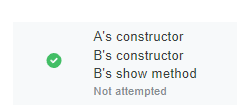 A's constructor
B's constructor
B's show method
Not attempted